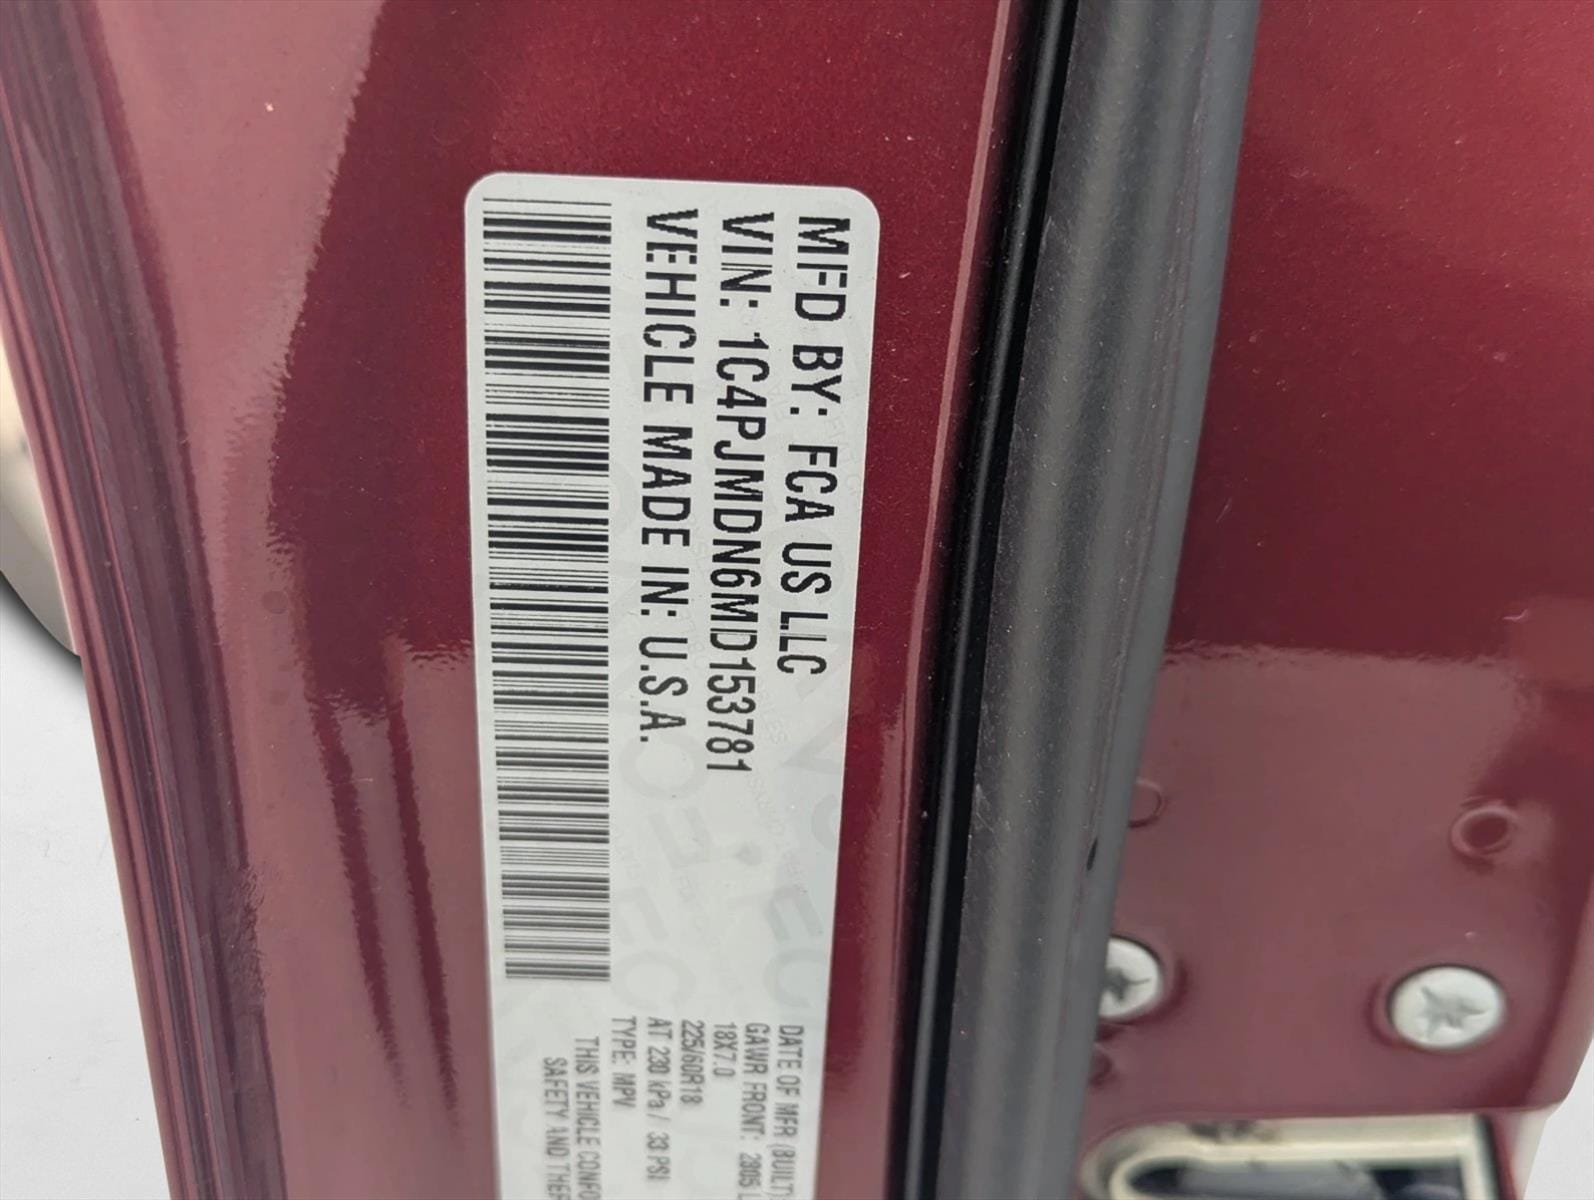 MFD BY: FCA US LLC
VIN: 1C4PJMDN6MD153781
VEHICLE MADE IN: U.S.A.
DATE OF MFR (BUILT)
GAWR FRONT: 2805 L
18X7.0
225/60R18
AT 230 kPa / 33 PSI
TYPE: MPV
THIS VEHICLE CONFO
SAFETY AND THEF